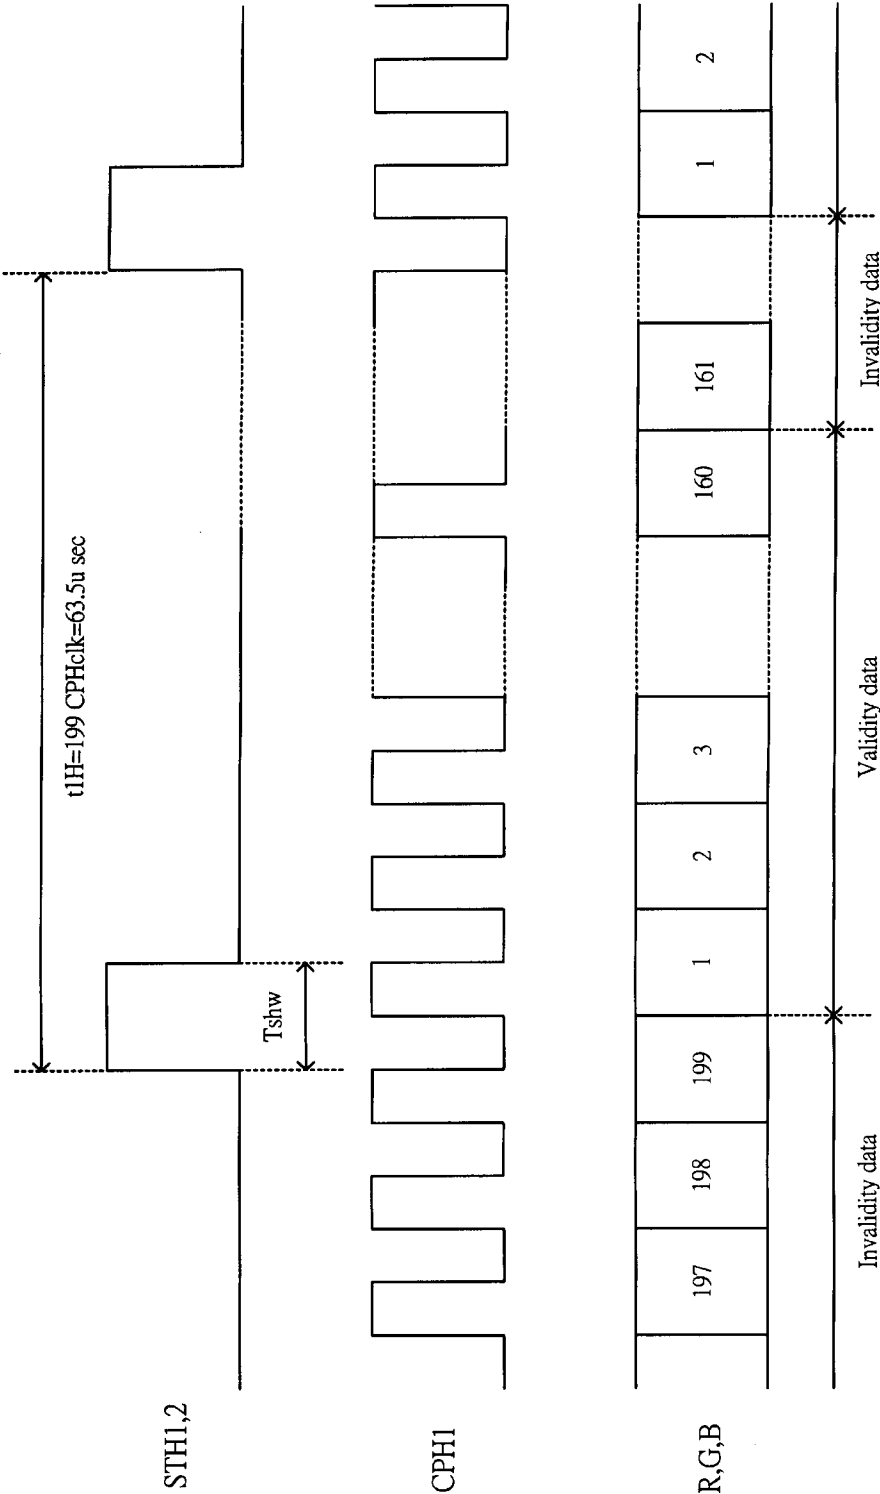 t1H=199 CPHclk=63.5u sec
STH1,2
Tshw
CPH1
R,G,B
197
198
199
1
2
3
160
161
1
2
Invalidity data
Validity data
Invalidity data